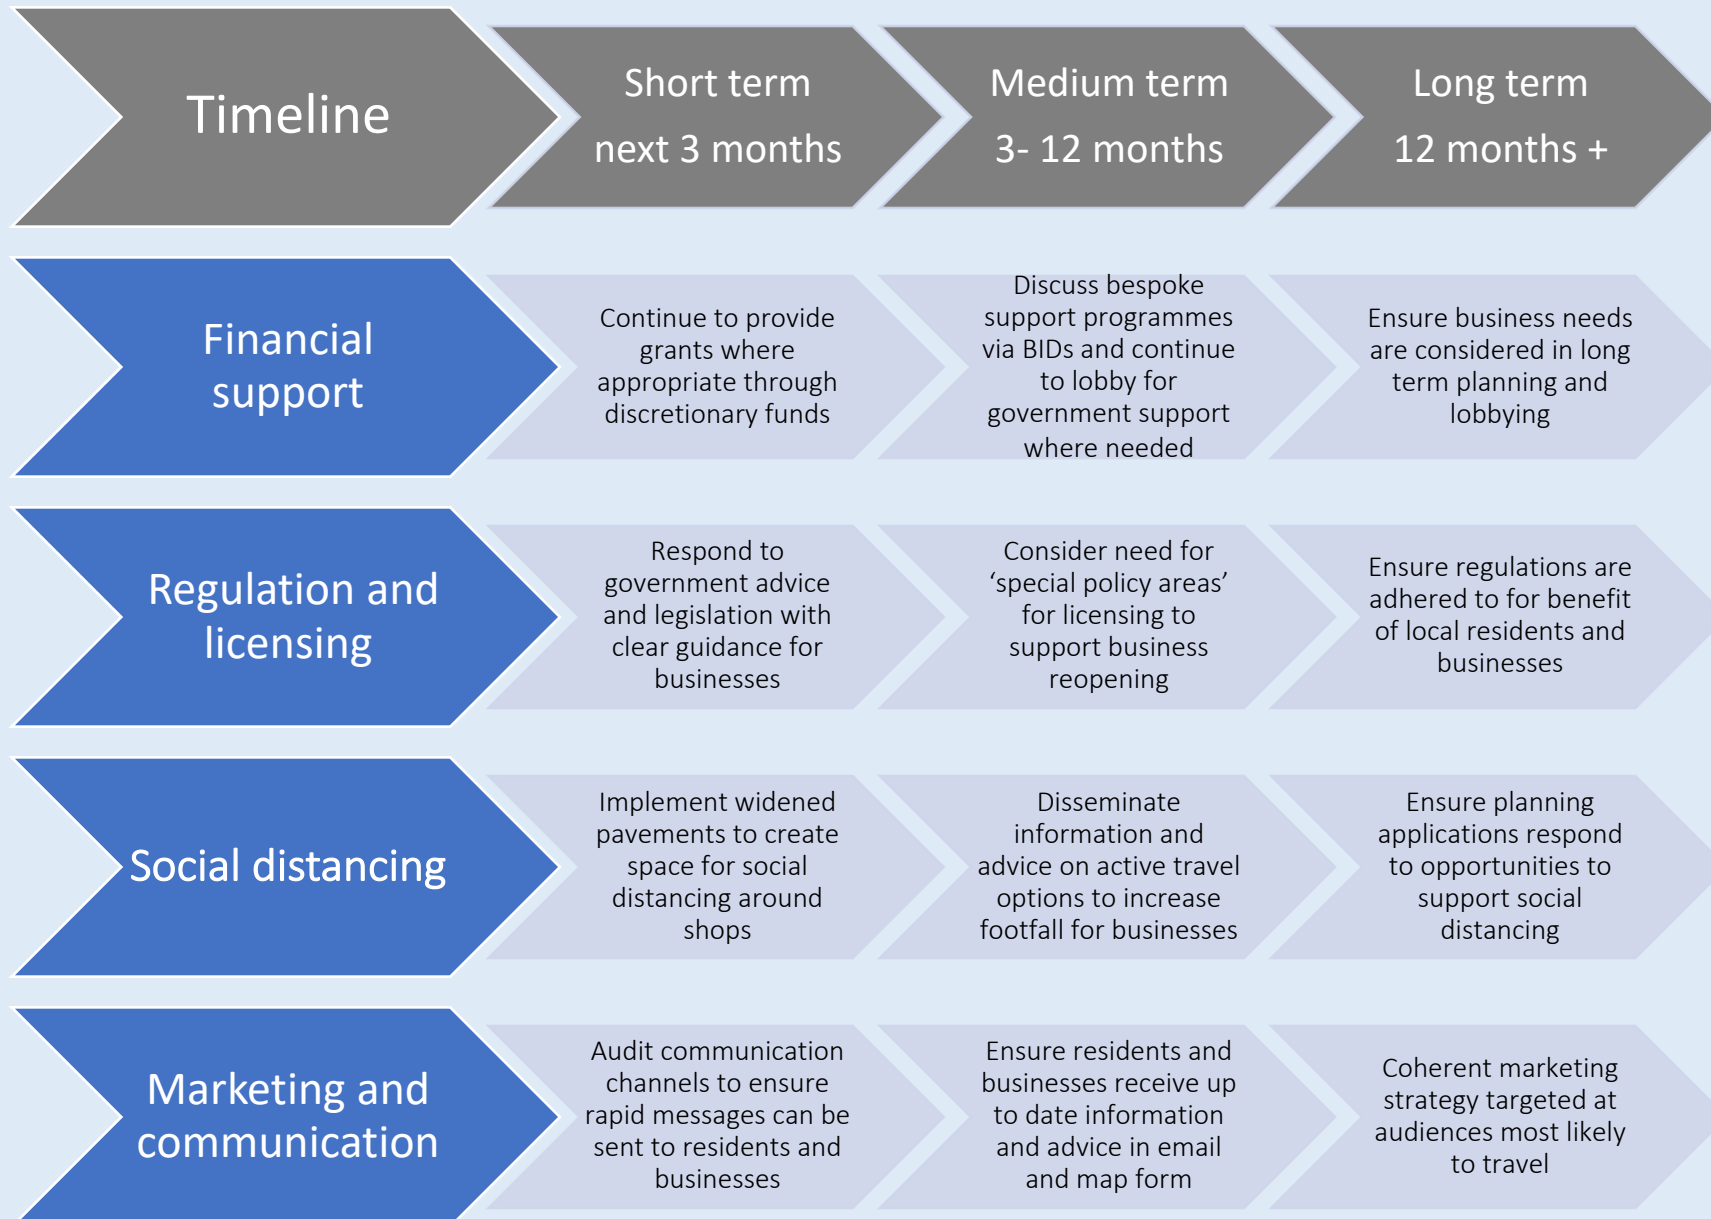 Timeline
Short term
next 3 months
Medium term
3- 12 months
Long term
12 months +
Financial
support
Continue to provide
grants where
appropriate through
discretionary funds
Discuss bespoke
support programmes
via BIDs and continue
to lobby for
government support
where needed
Ensure business needs
are considered in long
term planning and
lobbying
Regulation and
licensing
Respond to
government advice
and legislation with
clear guidance for
businesses
Consider need for
‘special policy areas’
for licensing to
support business
reopening
Ensure regulations are
adhered to for benefit
of local residents and
businesses
Social distancing
Implement widened
pavements to create
space for social
distancing around
shops
Disseminate
information and
advice on active travel
options to increase
footfall for businesses
Ensure planning
applications respond
to opportunities to
support social
distancing
Marketing and
communication
Audit communication
channels to ensure
rapid messages can be
sent to residents and
businesses
Ensure residents and
businesses receive up
to date information
and advice in email
and map form
Coherent marketing
strategy targeted at
audiences most likely
to travel